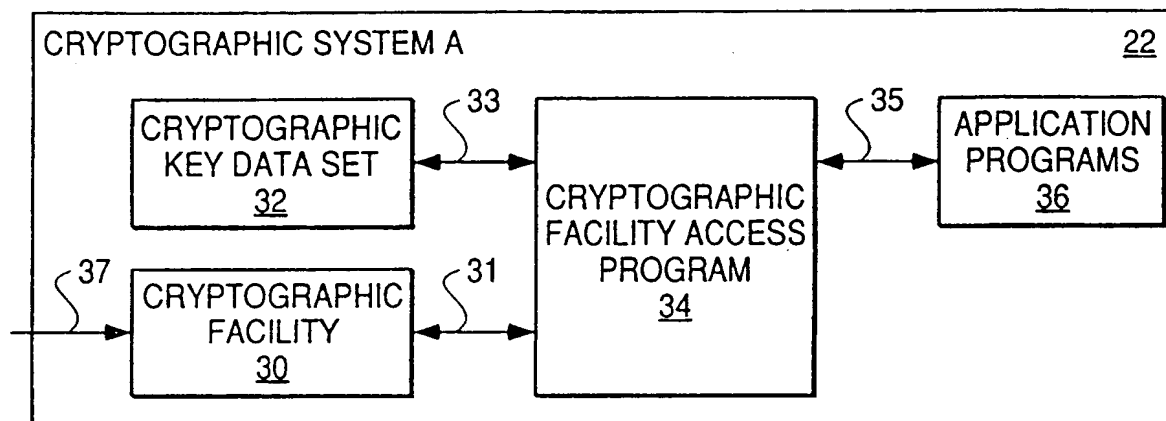 CRYPTOGRAPHIC SYSTEM A
22
CRYPTOGRAPHIC
KEY DATA SET
32
33
CRYPTOGRAPHIC
FACILITY ACCESS
PROGRAM
34
35
APPLICATION
PROGRAMS
36
37
CRYPTOGRAPHIC
FACILITY
30
31